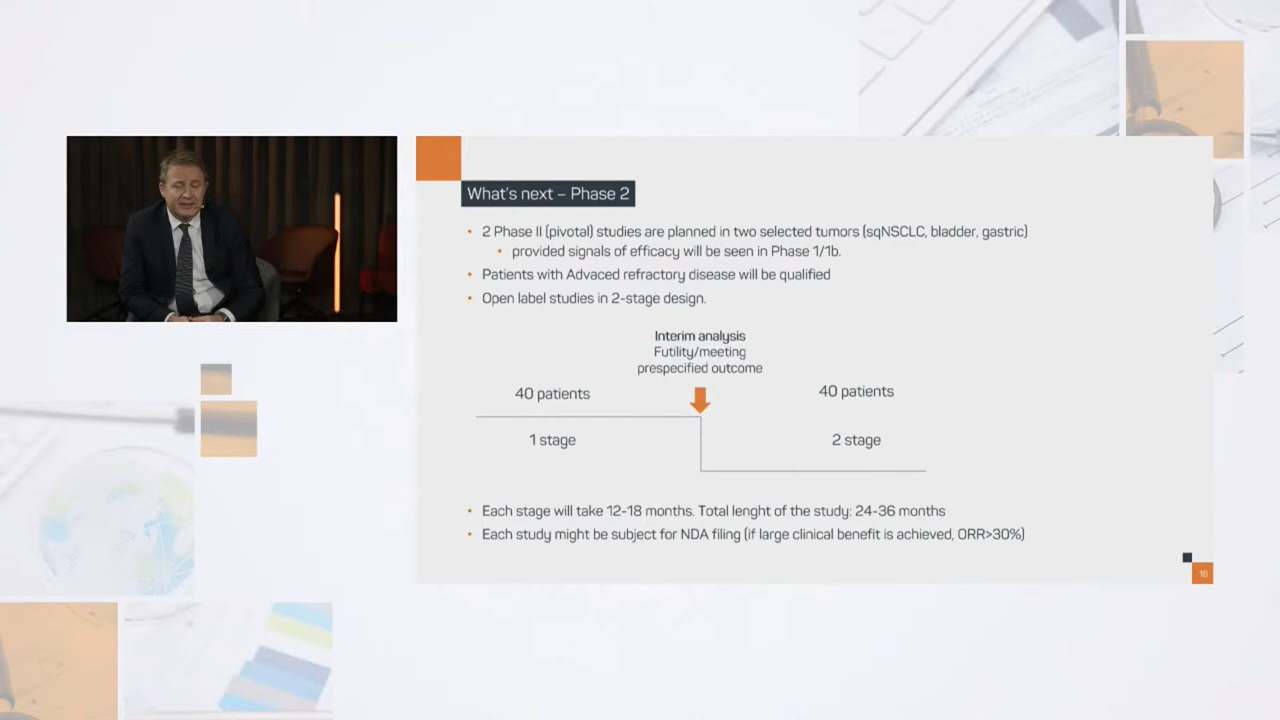 What's next – Phase 2
• 2 Phase II (pivotal) studies are planned in two selected tumors (sqNSCLC, bladder, gastric)
• provided signals of efficacy will be seen in Phase 1/1b.
• Patients with Advaced refractory disease will be qualified
• Open label studies in 2-stage design.
Interim analysis
Futility/meeting
prespecified outcome
40 patients
40 patients
1 stage
2 stage
• Each stage will take 12-18 months. Total lenght of the study: 24-36 months
• Each study might be subject for NDA filing (if large clinical benefit is achieved, ORR>30%)
18